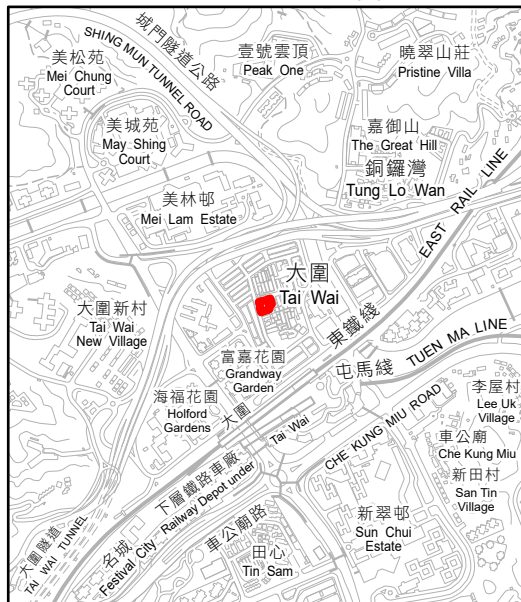 城門隧道公路
SHING MUN TUNNEL ROAD
美松苑
Mei Chung
Court
壹號雲頂
Peak One
曉翠山莊
Pristine Villa
美城苑
May Shing
Court
嘉御山
The Great Hill
銅鑼灣
Tung Lo Wan
美林邨
Mei Lam Estate
EAST RAIL LINE
大圍
Tai Wai
大圍新村
Tai Wai
New Village
東鐵綫
富嘉花園
Grandway
Garden
屯馬綫
TUEN MA LINE
海福花園
Holford
Gardens
大圍
Tai Wai
李屋村
Lee Uk
Village
CHE KUNG MIU ROAD
車公廟
Che Kung Miu
下層鐵路車廠
Railway Depot under
新田村
San Tin
Village
大圍隧道
TAI WAI TUNNEL
名城
Festival City
車公廟路
新翠邨
Sun Chui
Estate
田心
Tin Sam